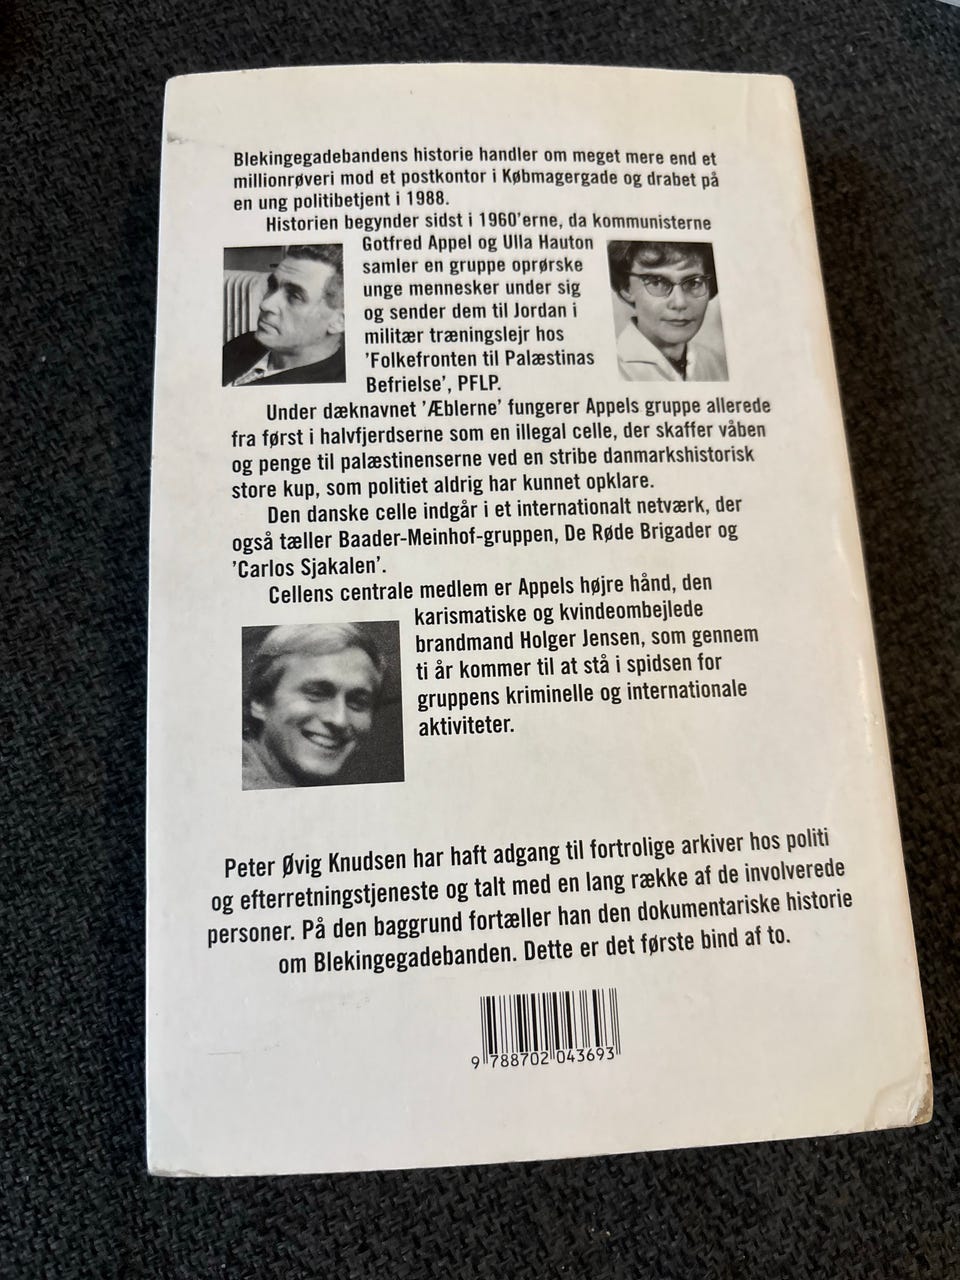 Blekingegadebandens historie handler om meget mere end et
millionrøveri mod et postkontor i Købmagergade og drabet på
en ung politibetjent i 1988.
Historien begynder sidst i 1960'erne, da kommunisterne
Gotfred Appel og Ulla Hauton
samler en gruppe oprørske
unge mennesker under sig
og sender dem til Jordan i
militær træningslejr hos
'Folkefronten til Palæstinas
Befrielse', PFLP.
Under dæknavnet 'Æblerne' fungerer Appels gruppe allerede
fra først i halvfjerdserne som en illegal celle, der skaffer våben
og penge til palæstinenserne ved en stribe danmarkshistorisk
store kup, som politiet aldrig har kunnet opklare.
Den danske celle indgår i et internationalt netværk, der
også tæller Baader-Meinhof-gruppen, De Røde Brigader og
'Carlos Sjakalen'.
Cellens centrale medlem er Appels højre hånd, den
karismatiske og kvindeombejlede
brandmand Holger Jensen, som gennem
ti år kommer til at stå i spidsen for
gruppens kriminelle og internationale
aktiviteter.
Peter Øvig Knudsen har haft adgang til fortrolige arkiver hos politi
og efterretningstjeneste og talt med en lang række af de involverede
personer. På den baggrund fortæller han den dokumentariske historie
om Blekingegadebanden. Dette er det første bind af to.
9 788702 043693